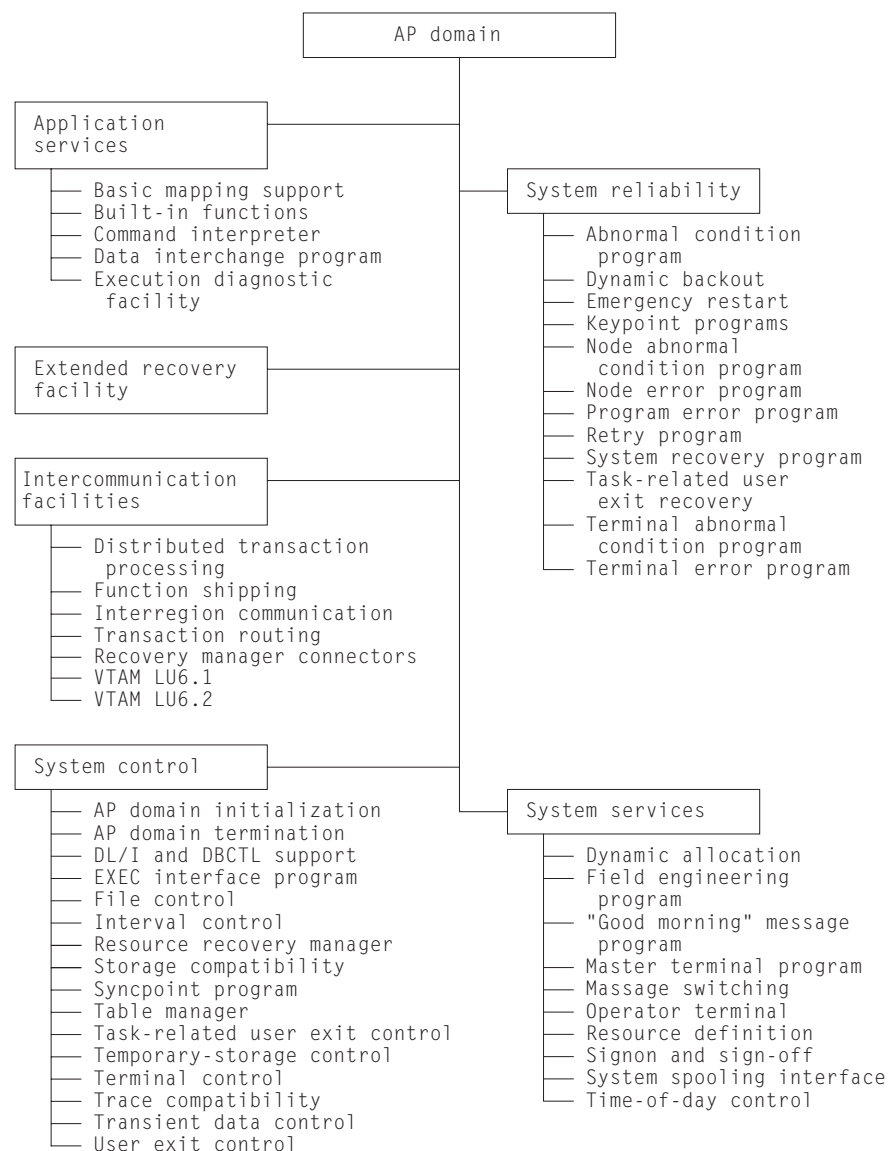 AP domain
Application
services
Basic mapping support
Built-in functions
Command interpreter
Data interchange program
Execution diagnostic
facility
Extended recovery
facility
Intercommunication
facilities
Distributed transaction
processing
Function shipping
Interregion communication
Transaction routing
Recovery manager connectors
VTAM LU6.1
VTAM LU6.2
System control
AP domain initialization
AP domain termination
DL/I and DBCTL support
EXEC interface program
File control
Interval control
Resource recovery manager
Storage compatibility
Syncpoint program
Table manager
Task-related user exit control
Temporary-storage control
Terminal control
Trace compatibility
Transient data control
User exit control
System reliability
Abnormal condition
program
Dynamic backout
Emergency restart
Keypoint programs
Node abnormal
condition program
Node error program
Program error program
Retry program
System recovery program
Task-related user
exit recovery
Terminal abnormal
condition program
Terminal error program
System services
Dynamic allocation
Field engineering
program
"Good morning" message
program
Master terminal program
Massage switching
Operator terminal
Resource definition
Signon and sign-off
System spooling interface
Time-of-day control